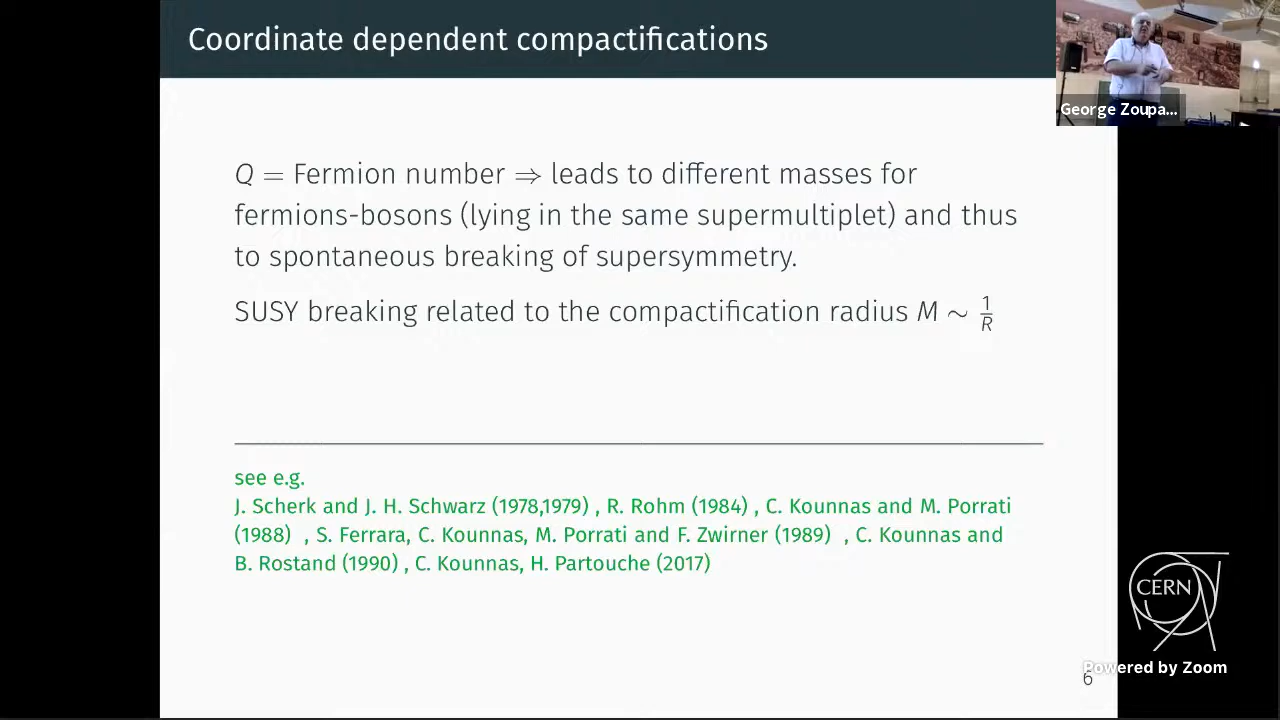 Coordinate dependent compactifications
George Zoupa...
Q = Fermion number ⇒ leads to different masses for
fermions-bosons (lying in the same supermultiplet) and thus
to spontaneous breaking of supersymmetry.
SUSY breaking related to the compactification radius M ∼ 1/R
see e.g.
J. Scherk and J. H. Schwarz (1978,1979) , R. Rohm (1984) , C. Kounnas and M. Porrati
(1988) , S. Ferrara, C. Kounnas, M. Porrati and F. Zwirner (1989) , C. Kounnas and
B. Rostand (1990) , C. Kounnas, H. Partouche (2017)
CERN
Powered by Zoom
6